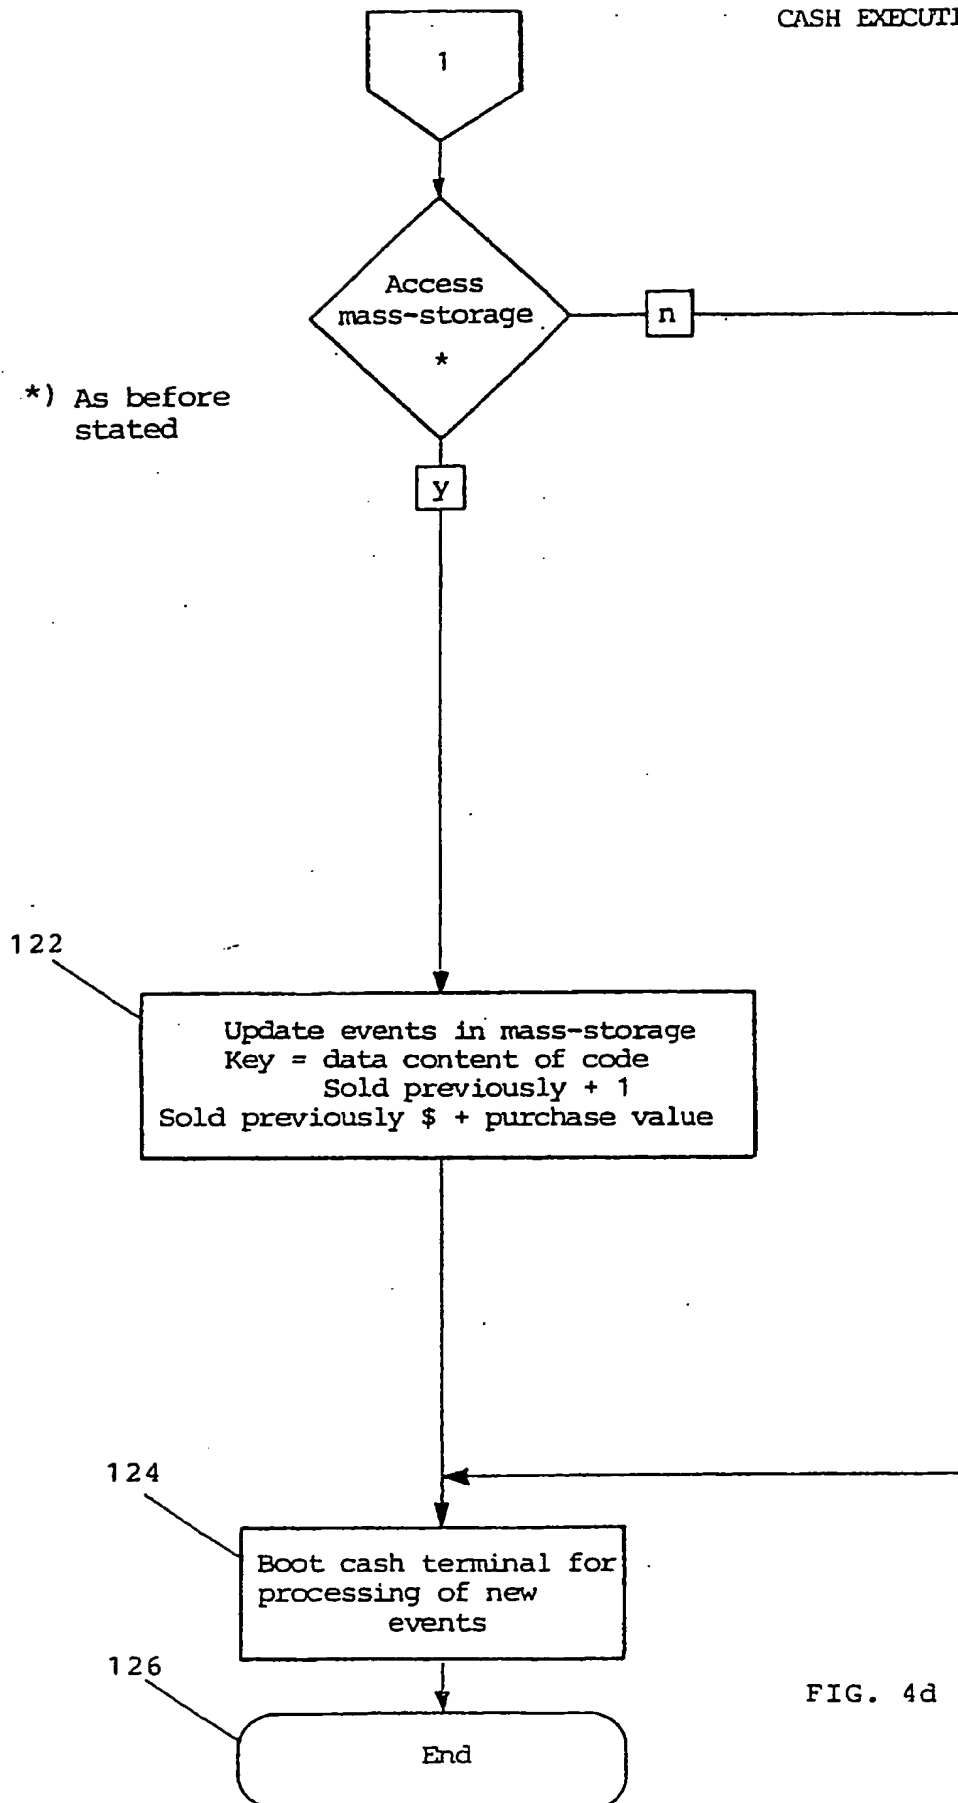 CASH EXECUTI
1
Access
mass-storage
*
n
*) As before
stated
y
122
Update events in mass-storage
Key = data content of code
Sold previously + 1
Sold previously $ + purchase value
124
Boot cash terminal for
processing of new
events
126
End
FIG. 4d